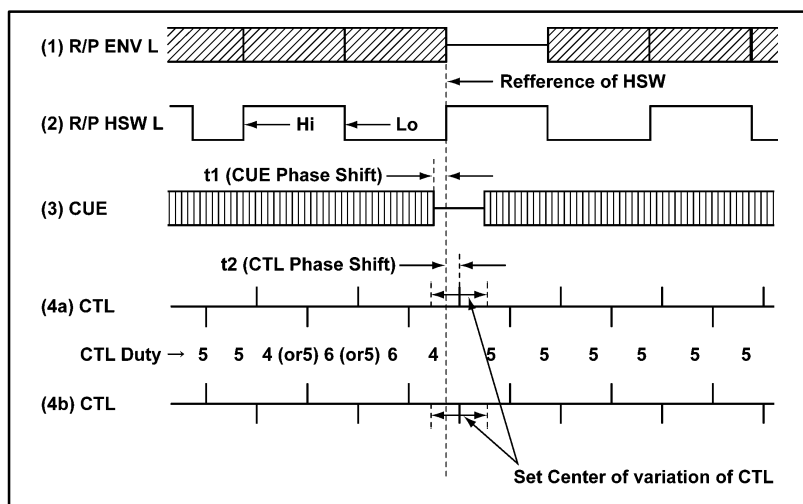 (1) R/P ENV L
Refference of HSW
(2) R/P HSW L
Hi
Lo
t1 (CUE Phase Shift)
(3) CUE
t2 (CTL Phase Shift)
(4a) CTL
CTL Duty → 5 5 4 (or5) 6 (or5) 6 4 5 5 5 5 5 5
(4b) CTL
Set Center of variation of CTL